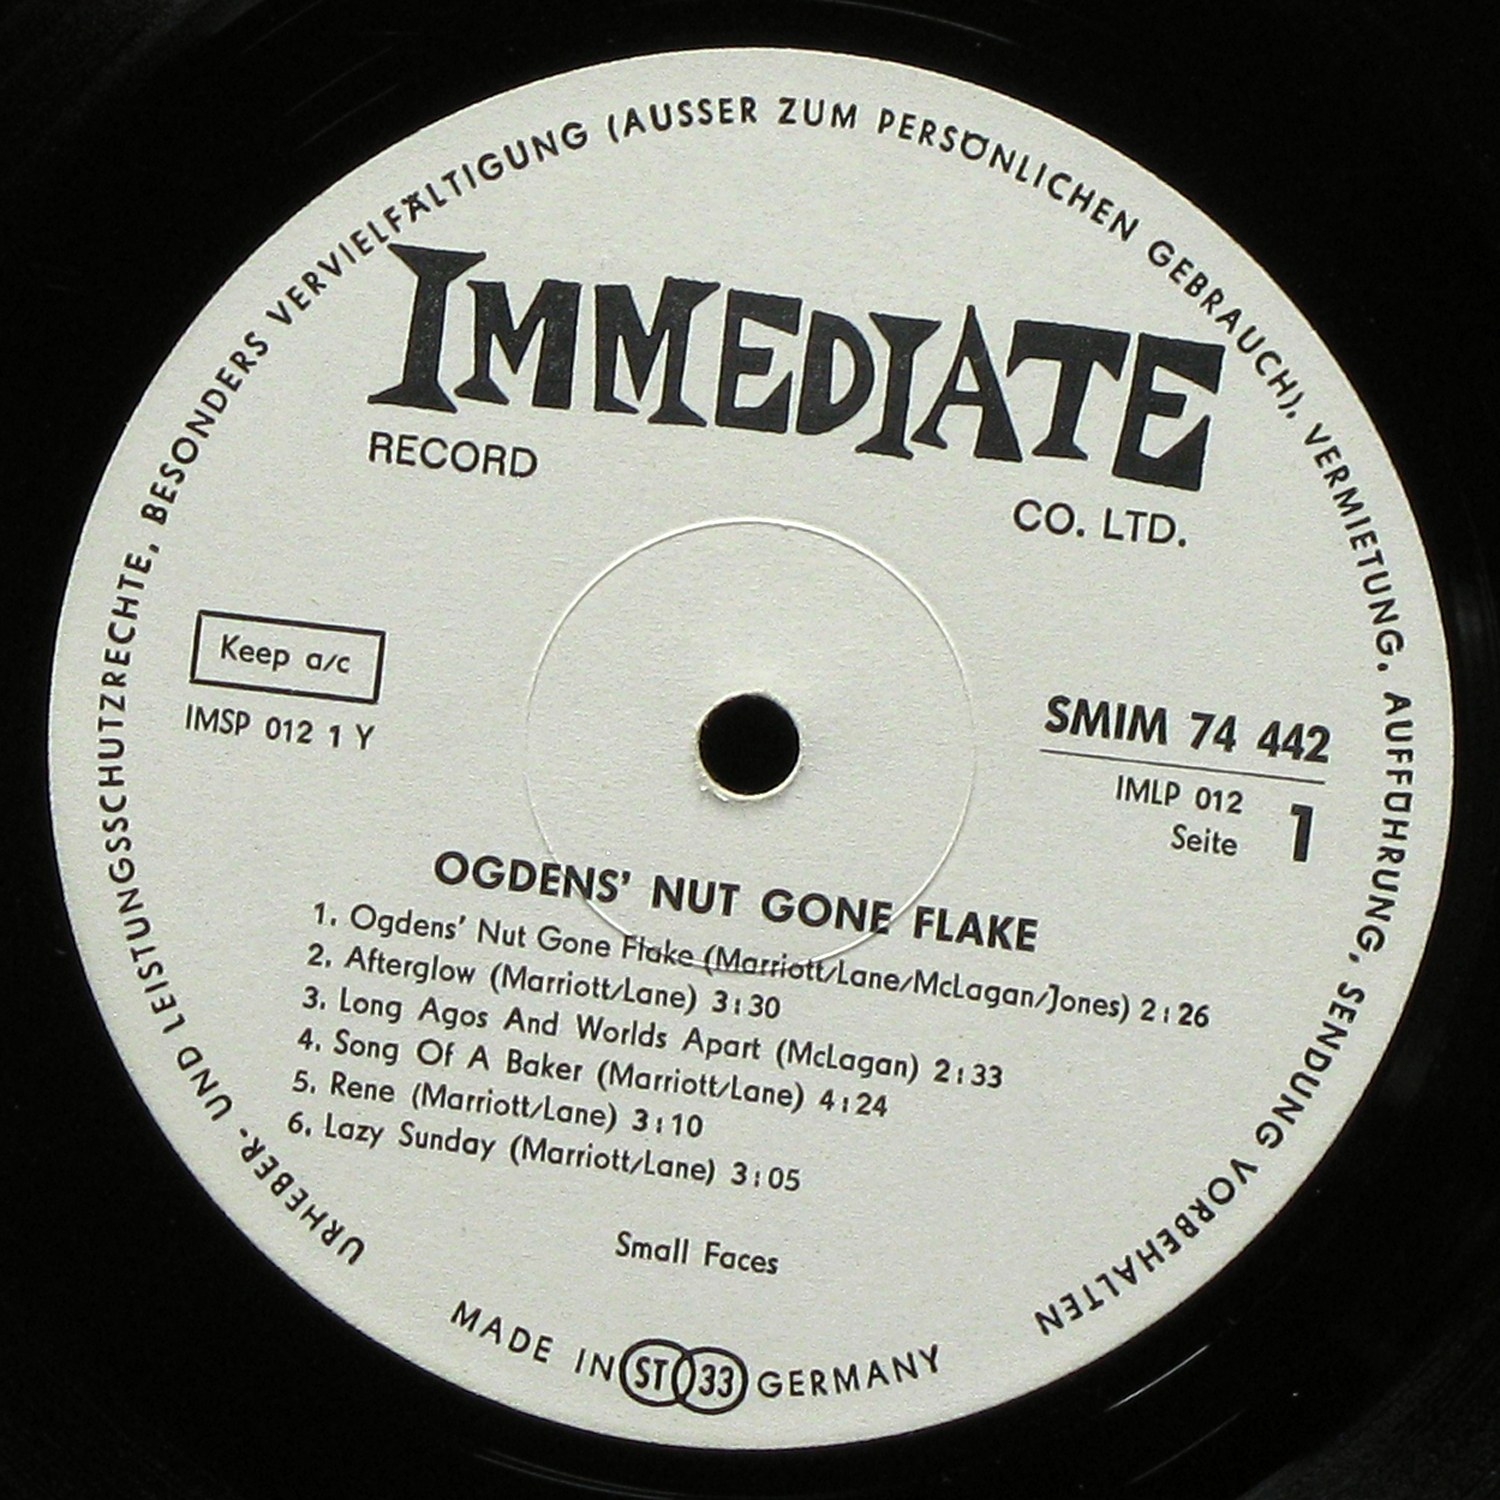 URHEBER- UND LEISTUNGSSCHUTZRECHTE, BESONDERS VERVIELFÄLTIGUNG (AUSSER ZUM PERSÖNLICHEN GEBRAUCH), VERMIETUNG, AUFFÜHRUNG, SENDUNG VORBEHALTEN
IMMEDIATE
RECORD
CO. LTD.
Keep a/c
IMSP 012 1 Y
SMIM 74 442
IMLP 012
Seite 1
OGDENS' NUT GONE FLAKE
1. Ogdens' Nut Gone Flake (Marriott/Lane/McLagan/Jones) 2:26
2. Afterglow (Marriott/Lane) 3:30
3. Long Agos And Worlds Apart (McLagan) 2:33
4. Song Of A Baker (Marriott/Lane) 4:24
5. Rene (Marriott/Lane) 3:10
6. Lazy Sunday (Marriott/Lane) 3:05
Small Faces
MADE IN ST 33 GERMANY